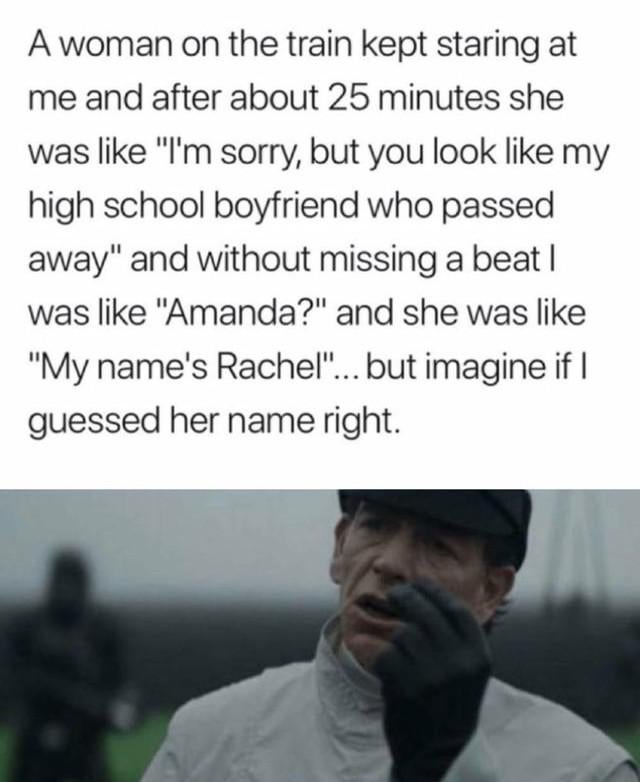 A woman on the train kept staring at
me and after about 25 minutes she
was like "I'm sorry, but you look like my
high school boyfriend who passed
away" and without missing a beat I
was like "Amanda?" and she was like
"My name's Rachel"... but imagine if I
guessed her name right.